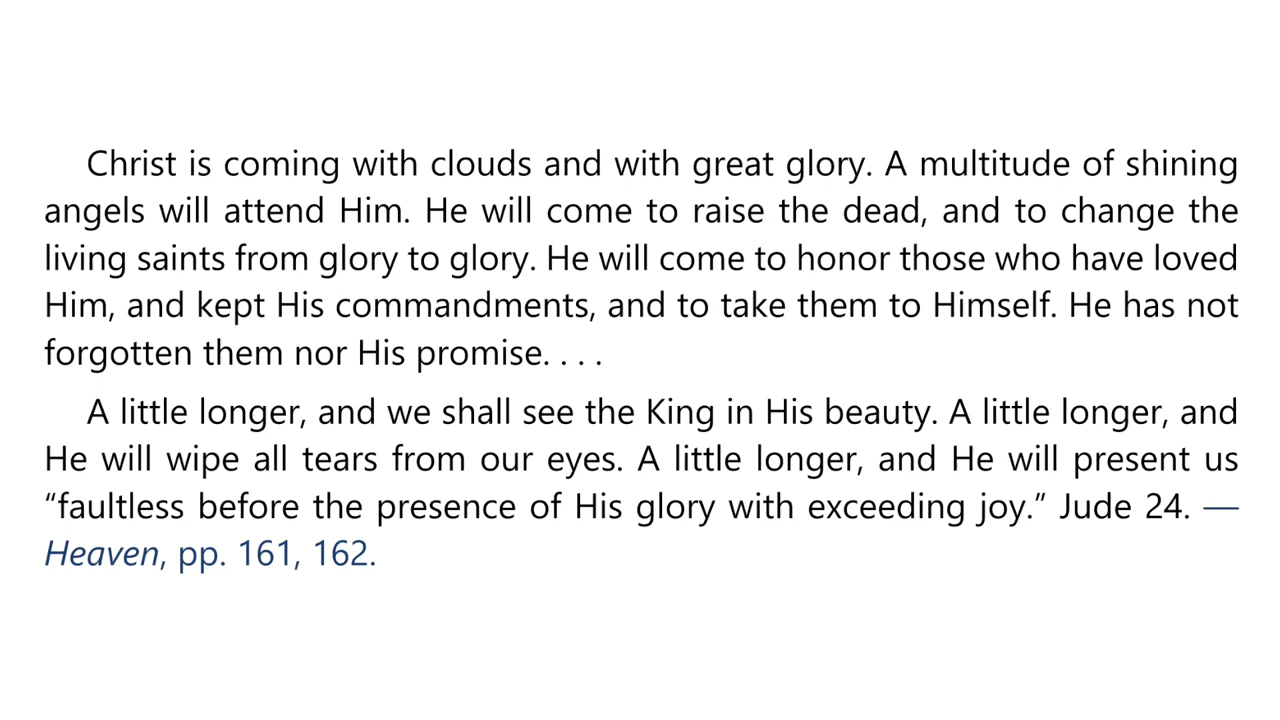 Christ is coming with clouds and with great glory. A multitude of shining
angels will attend Him. He will come to raise the dead, and to change the
living saints from glory to glory. He will come to honor those who have loved
Him, and kept His commandments, and to take them to Himself. He has not
forgotten them nor His promise. . . .
A little longer, and we shall see the King in His beauty. A little longer, and
He will wipe all tears from our eyes. A little longer, and He will present us
“faultless before the presence of His glory with exceeding joy.” Jude 24. —
Heaven, pp. 161, 162.